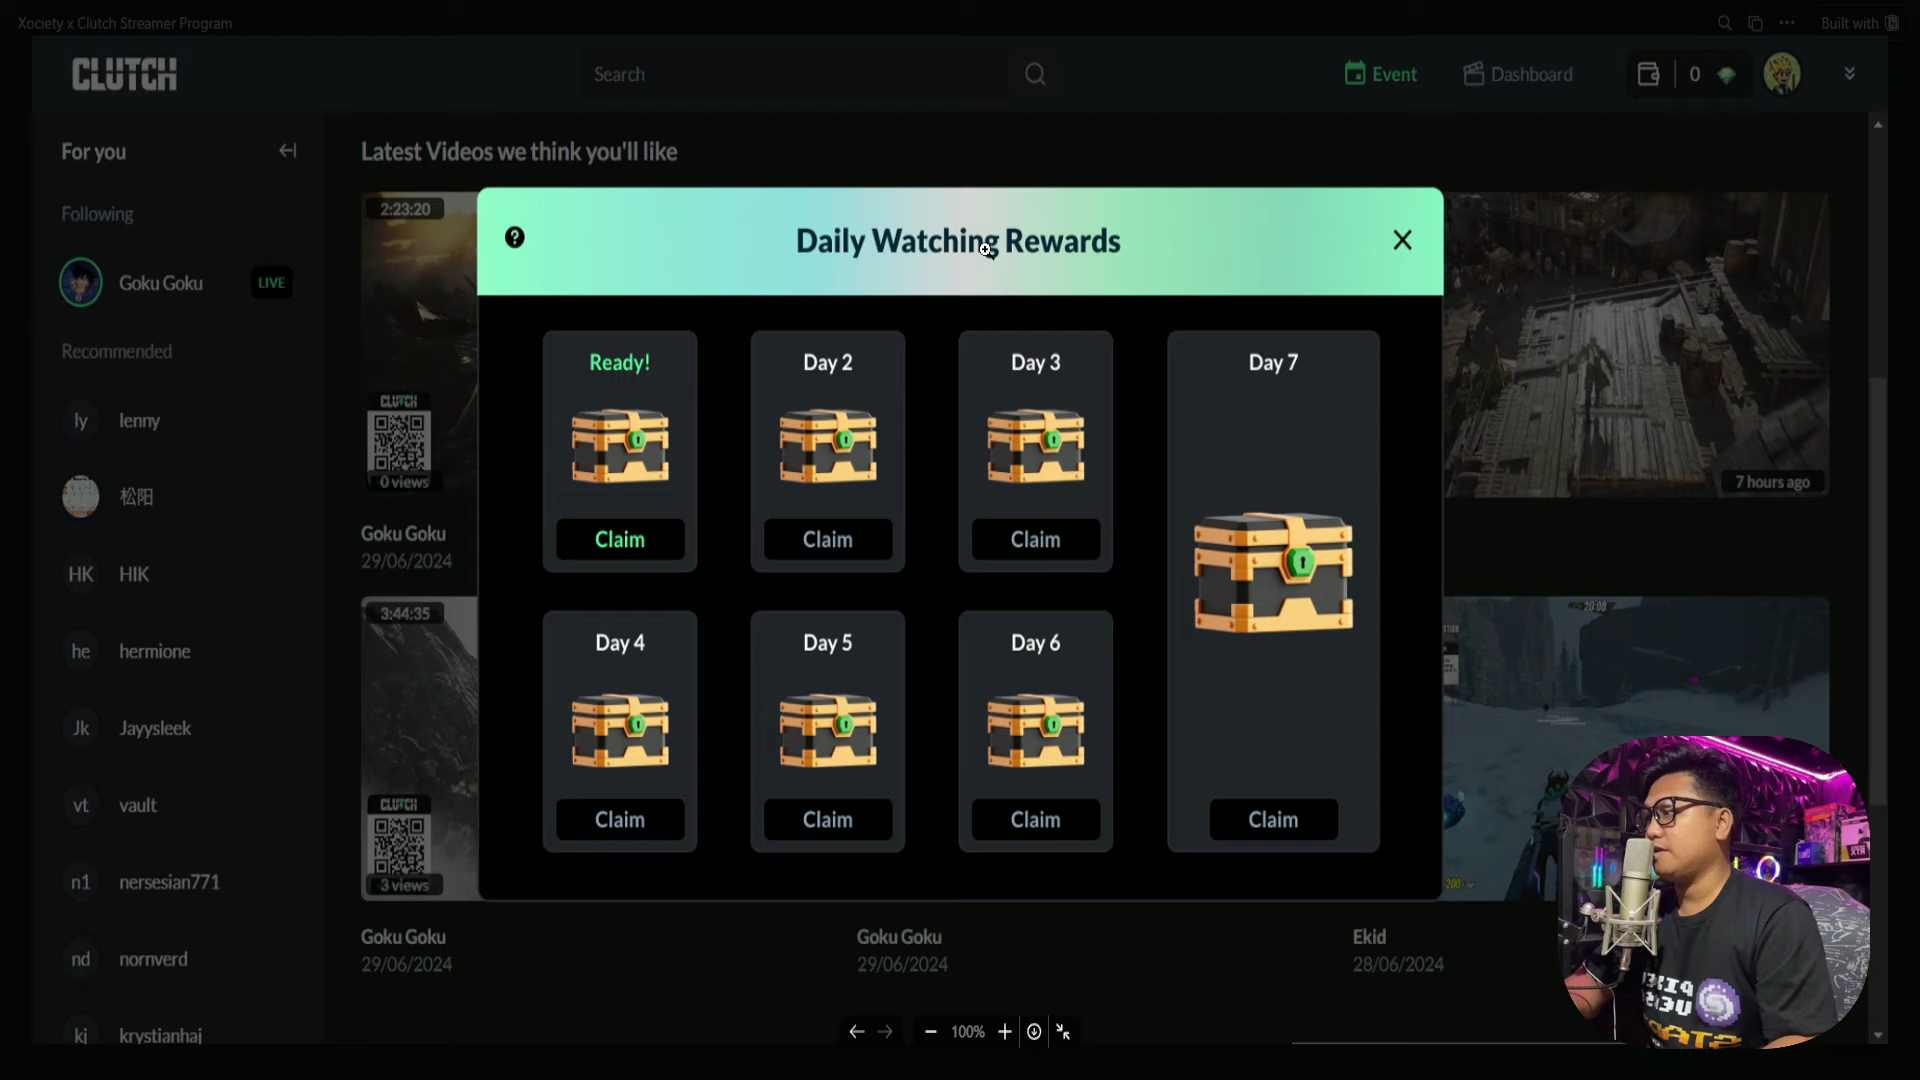 Xociety x Clutch Streamer Program
Built with
CLUTCH
Search
Event
Dashboard
0
For you
Following
Goku Goku
LIVE
Recommended
ly
lenny
松阳
HK
HIK
he
hermione
Jk
Jayysleek
vt
vault
n1
nersesian771
nd
nornverd
kj
krystianhaj
Latest Videos we think you'll like
2:23:20
CLUTCH
0 views
Goku Goku
29/06/2024
3:44:35
CLUTCH
3 views
Goku Goku
29/06/2024
Goku Goku
29/06/2024
7 hours ago
20:08
200
Ekid
28/06/2024
Daily Watching Rewards
Ready!
Claim
Day 2
Claim
Day 3
Claim
Day 4
Claim
Day 5
Claim
Day 6
Claim
Day 7
Claim
100%